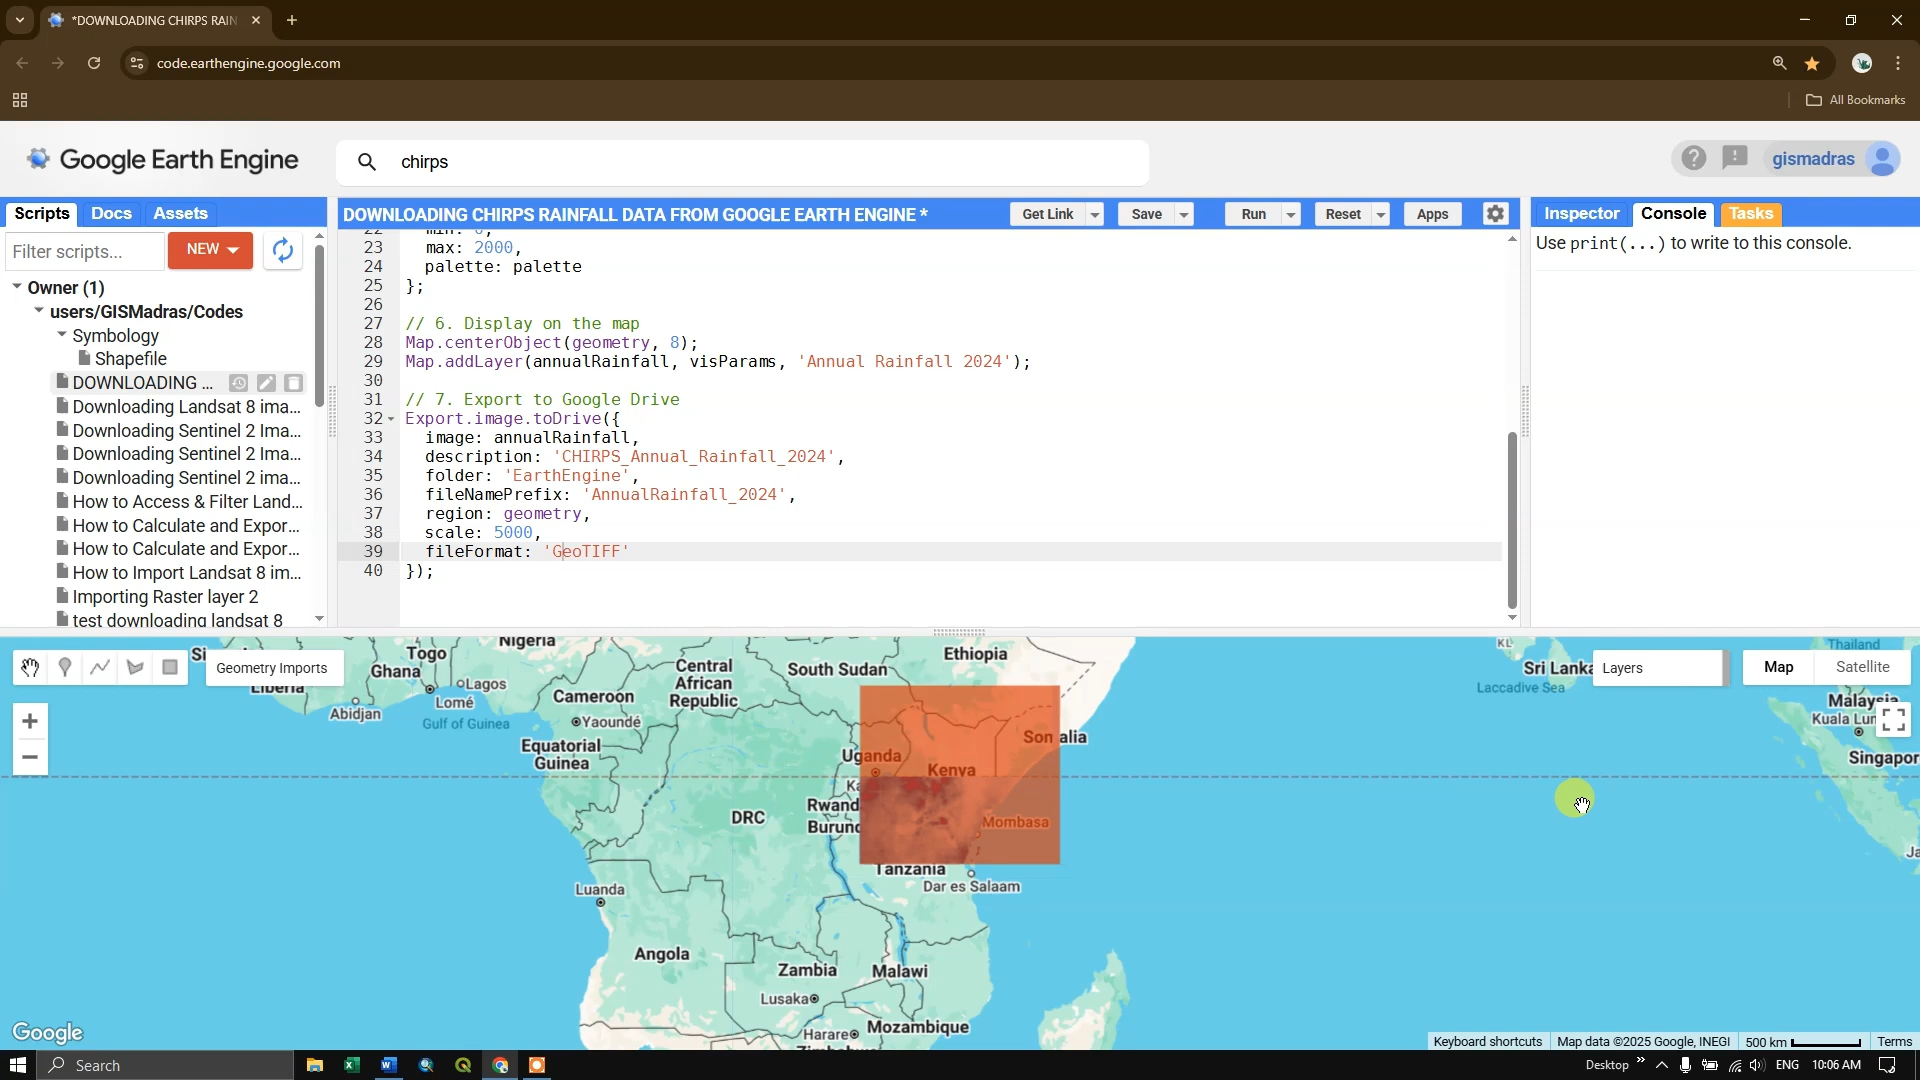 *DOWNLOADING CHIRPS RAIN
code.earthengine.google.com
All Bookmarks
Google Earth Engine
chirps
gismadras
Scripts Docs Assets
DOWNLOADING CHIRPS RAINFALL DATA FROM GOOGLE EARTH ENGINE *
Get Link Save Run Reset Apps
Inspector Console Tasks
Use print(...) to write to this console.
Filter scripts...
NEW
Owner (1)
users/GISMadras/Codes
Symbology
Shapefile
DOWNLOADING ...
Downloading Landsat 8 ima...
Downloading Sentinel 2 Ima...
Downloading Sentinel 2 Ima...
Downloading Sentinel 2 ima...
How to Access & Filter Land...
How to Calculate and Expor...
How to Calculate and Expor...
How to Import Landsat 8 im...
Importing Raster layer 2
test downloading landsat 8
22 min: 0,
23 max: 2000,
24 palette: palette
25 };
26
27 // 6. Display on the map
28 Map.centerObject(geometry, 8);
29 Map.addLayer(annualRainfall, visParams, 'Annual Rainfall 2024');
30
31 // 7. Export to Google Drive
32 Export.image.toDrive({
33 image: annualRainfall,
34 description: 'CHIRPS_Annual_Rainfall_2024',
35 folder: 'EarthEngine',
36 fileNamePrefix: 'AnnualRainfall_2024',
37 region: geometry,
38 scale: 5000,
39 fileFormat: 'GeoTIFF'
40 });
Geometry Imports
Layers
Map Satellite
Nigeria
Togo
Ghana
Lagos
Liberia
Lomé
Abidjan
Gulf of Guinea
Cameroon
Yaoundé
Equatorial
Guinea
Central
African
Republic
South Sudan
Ethiopia
Somalia
Uganda
Kenya
Mombasa
DRC
Tanzania
Dar es Salaam
Luanda
Angola
Zambia
Lusaka
Malawi
Harare
Mozambique
Sri Lanka
Laccadive Sea
Thailand
Malaysia
Kuala Lum
Singapor
Google
Keyboard shortcuts Map data ©2025 Google, INEGI 500 km Terms
Search
Desktop
ENG
10:06 AM